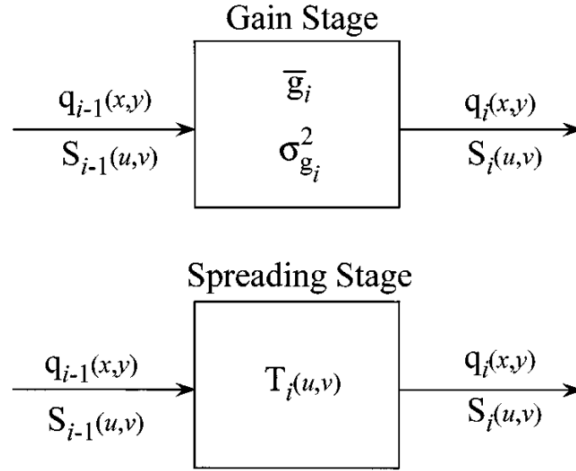 Gain Stage
q_{i-1}(x,y)
S_{i-1}(u,v)
g̅_i
σ²_{g_i}
q_i(x,y)
S_i(u,v)
Spreading Stage
q_{i-1}(x,y)
S_{i-1}(u,v)
T_i(u,v)
q_i(x,y)
S_i(u,v)